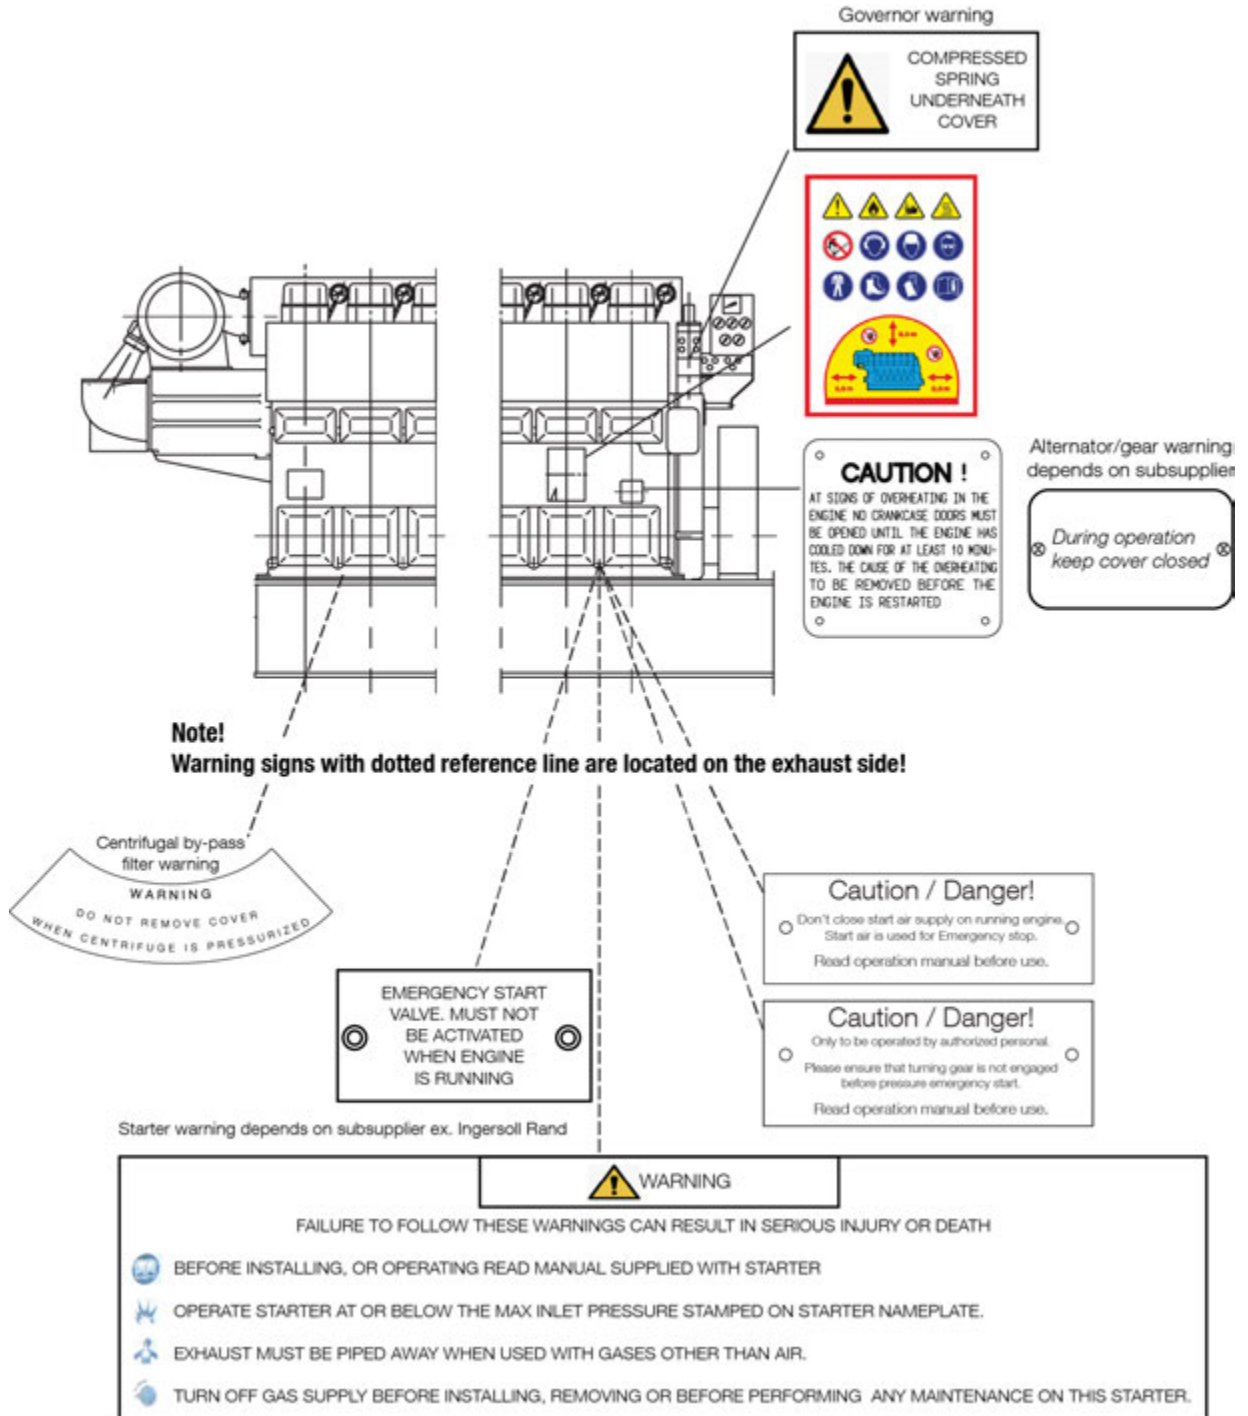 Governor warning
COMPRESSED
SPRING
UNDERNEATH
COVER
0,5 m
0,5 m
0,5 m
CAUTION !
AT SIGNS OF OVERHEATING IN THE
ENGINE NO CRANKCASE DOORS MUST
BE OPENED UNTIL THE ENGINE HAS
COOLED DOWN FOR AT LEAST 10 MINU-
TES. THE CAUSE OF THE OVERHEATING
TO BE REMOVED BEFORE THE
ENGINE IS RESTARTED
Alternator/gear warning
depends on subsupplier
During operation
keep cover closed
Note!
Warning signs with dotted reference line are located on the exhaust side!
Centrifugal by-pass
filter warning
WARNING
DO NOT REMOVE COVER
WHEN CENTRIFUGE IS PRESSURIZED
EMERGENCY START
VALVE. MUST NOT
BE ACTIVATED
WHEN ENGINE
IS RUNNING
Caution / Danger!
Don't close start air supply on running engine.
Start air is used for Emergency stop.
Read operation manual before use.
Caution / Danger!
Only to be operated by authorized personal.
Please ensure that turning gear is not engaged
before pressure emergency start.
Read operation manual before use.
Starter warning depends on subsupplier ex. Ingersoll Rand
WARNING
FAILURE TO FOLLOW THESE WARNINGS CAN RESULT IN SERIOUS INJURY OR DEATH
BEFORE INSTALLING, OR OPERATING READ MANUAL SUPPLIED WITH STARTER
OPERATE STARTER AT OR BELOW THE MAX INLET PRESSURE STAMPED ON STARTER NAMEPLATE.
EXHAUST MUST BE PIPED AWAY WHEN USED WITH GASES OTHER THAN AIR.
TURN OFF GAS SUPPLY BEFORE INSTALLING, REMOVING OR BEFORE PERFORMING ANY MAINTENANCE ON THIS STARTER.